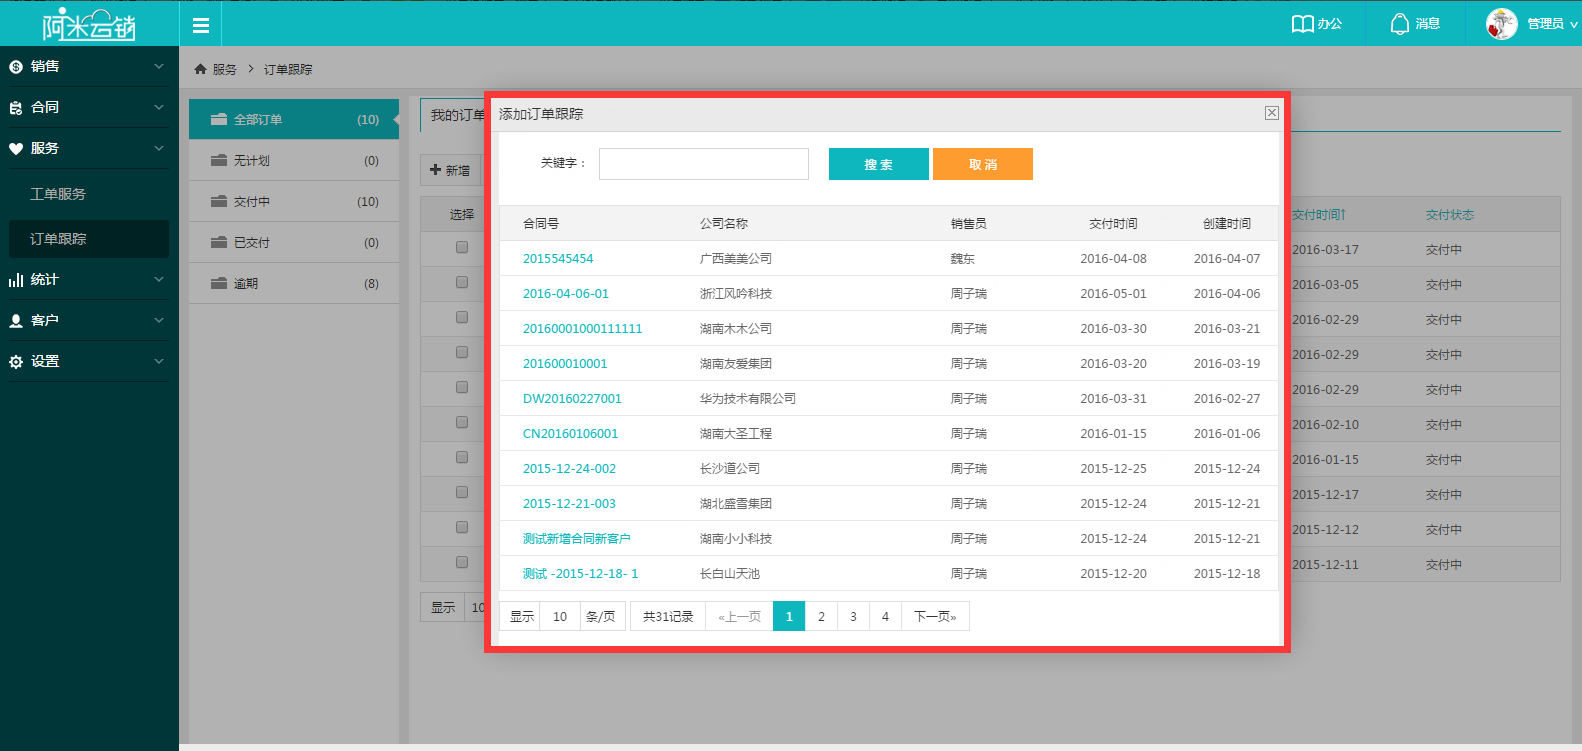 阿米云销
办公
消息
管理员
销售
合同
服务
工单服务
订单跟踪
统计
客户
设置
服务 > 订单跟踪
全部订单 (10)
无计划 (0)
交付中 (10)
已交付 (0)
逾期 (8)
我的订单
新增
选择
显示 10
添加订单跟踪
关键字：
搜 索
取 消
合同号 公司名称 销售员 交付时间 创建时间
2015545454 广西美美公司 魏东 2016-04-08 2016-04-07
2016-04-06-01 浙江风吟科技 周子瑞 2016-05-01 2016-04-06
20160001000111111 湖南木木公司 周子瑞 2016-03-30 2016-03-21
201600010001 湖南友爱集团 周子瑞 2016-03-20 2016-03-19
DW20160227001 华为技术有限公司 周子瑞 2016-03-31 2016-02-27
CN20160106001 湖南大圣工程 周子瑞 2016-01-15 2016-01-06
2015-12-24-002 长沙道公司 周子瑞 2015-12-25 2015-12-24
2015-12-21-003 湖北盛雪集团 周子瑞 2015-12-24 2015-12-21
测试新增合同新客户 湖南小小科技 周子瑞 2015-12-24 2015-12-21
测试 -2015-12-18- 1 长白山天池 周子瑞 2015-12-20 2015-12-18
显示 10 条/页 共31记录 «上一页 1 2 3 4 下一页»
交付时间↑ 交付状态
2016-03-17 交付中
2016-03-05 交付中
2016-02-29 交付中
2016-02-29 交付中
2016-02-29 交付中
2016-02-10 交付中
2016-01-15 交付中
2015-12-17 交付中
2015-12-12 交付中
2015-12-11 交付中